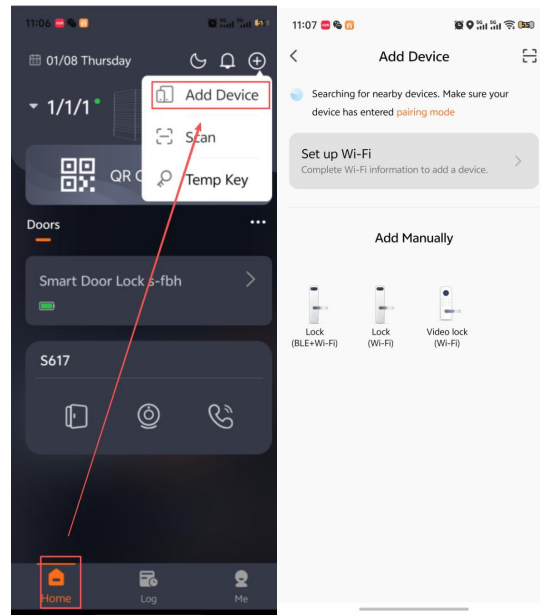 11:06
01/08 Thursday
Add Device
1/1/1
Scan
QR C
Temp Key
Doors
Smart Door Lock s-fbh
S617
Home
Log
Me
11:07
Add Device
Searching for nearby devices. Make sure your
device has entered pairing mode
Set up Wi-Fi
Complete Wi-Fi information to add a device.
Add Manually
Lock
(BLE+Wi-Fi)
Lock
(Wi-Fi)
Video lock
(Wi-Fi)